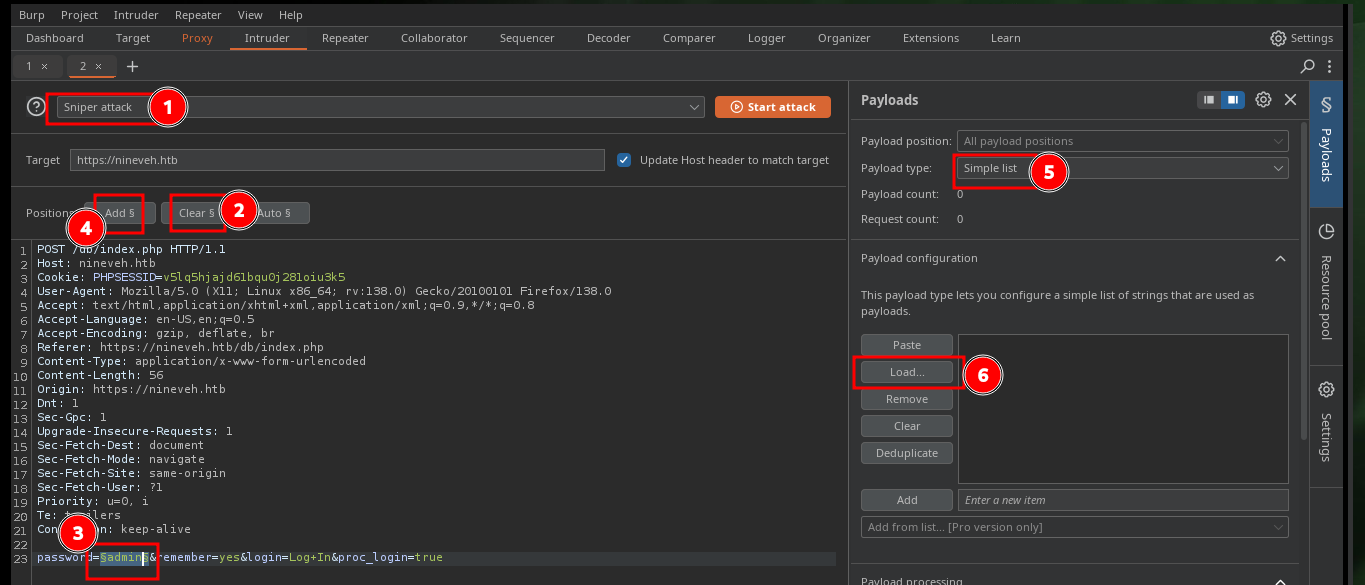 Burp Project Intruder Repeater View Help
Dashboard Target Proxy Intruder Repeater Collaborator Sequencer Decoder Comparer Logger Organizer Extensions Learn Settings
1 × 2 × +
Sniper attack 1 Start attack
Target https://nineveh.htb Update Host header to match target
Positions Add § Clear § Auto §
4 2
1 POST /db/index.php HTTP/1.1
2 Host: nineveh.htb
3 Cookie: PHPSESSID=v5lq5hjajd61bqu0j281oiu3k5
4 User-Agent: Mozilla/5.0 (X11; Linux x86_64; rv:138.0) Gecko/20100101 Firefox/138.0
5 Accept: text/html,application/xhtml+xml,application/xml;q=0.9,*/*;q=0.8
6 Accept-Language: en-US,en;q=0.5
7 Accept-Encoding: gzip, deflate, br
8 Referer: https://nineveh.htb/db/index.php
9 Content-Type: application/x-www-form-urlencoded
10 Content-Length: 56
11 Origin: https://nineveh.htb
12 Dnt: 1
13 Sec-Gpc: 1
14 Upgrade-Insecure-Requests: 1
15 Sec-Fetch-Dest: document
16 Sec-Fetch-Mode: navigate
17 Sec-Fetch-Site: same-origin
18 Sec-Fetch-User: ?1
19 Priority: u=0, i
20 Te: trailers
21 Connection: keep-alive
22
3
23 password=§admin§&remember=yes&login=Log+In&proc_login=true
Payloads
Payload position: All payload positions
Payload type: Simple list 5
Payload count: 0
Request count: 0
Payload configuration
This payload type lets you configure a simple list of strings that are used as
payloads.
Paste
Load... 6
Remove
Clear
Deduplicate
Add Enter a new item
Add from list... [Pro version only]
Payload processing
§ Payloads
Resource pool
Settings